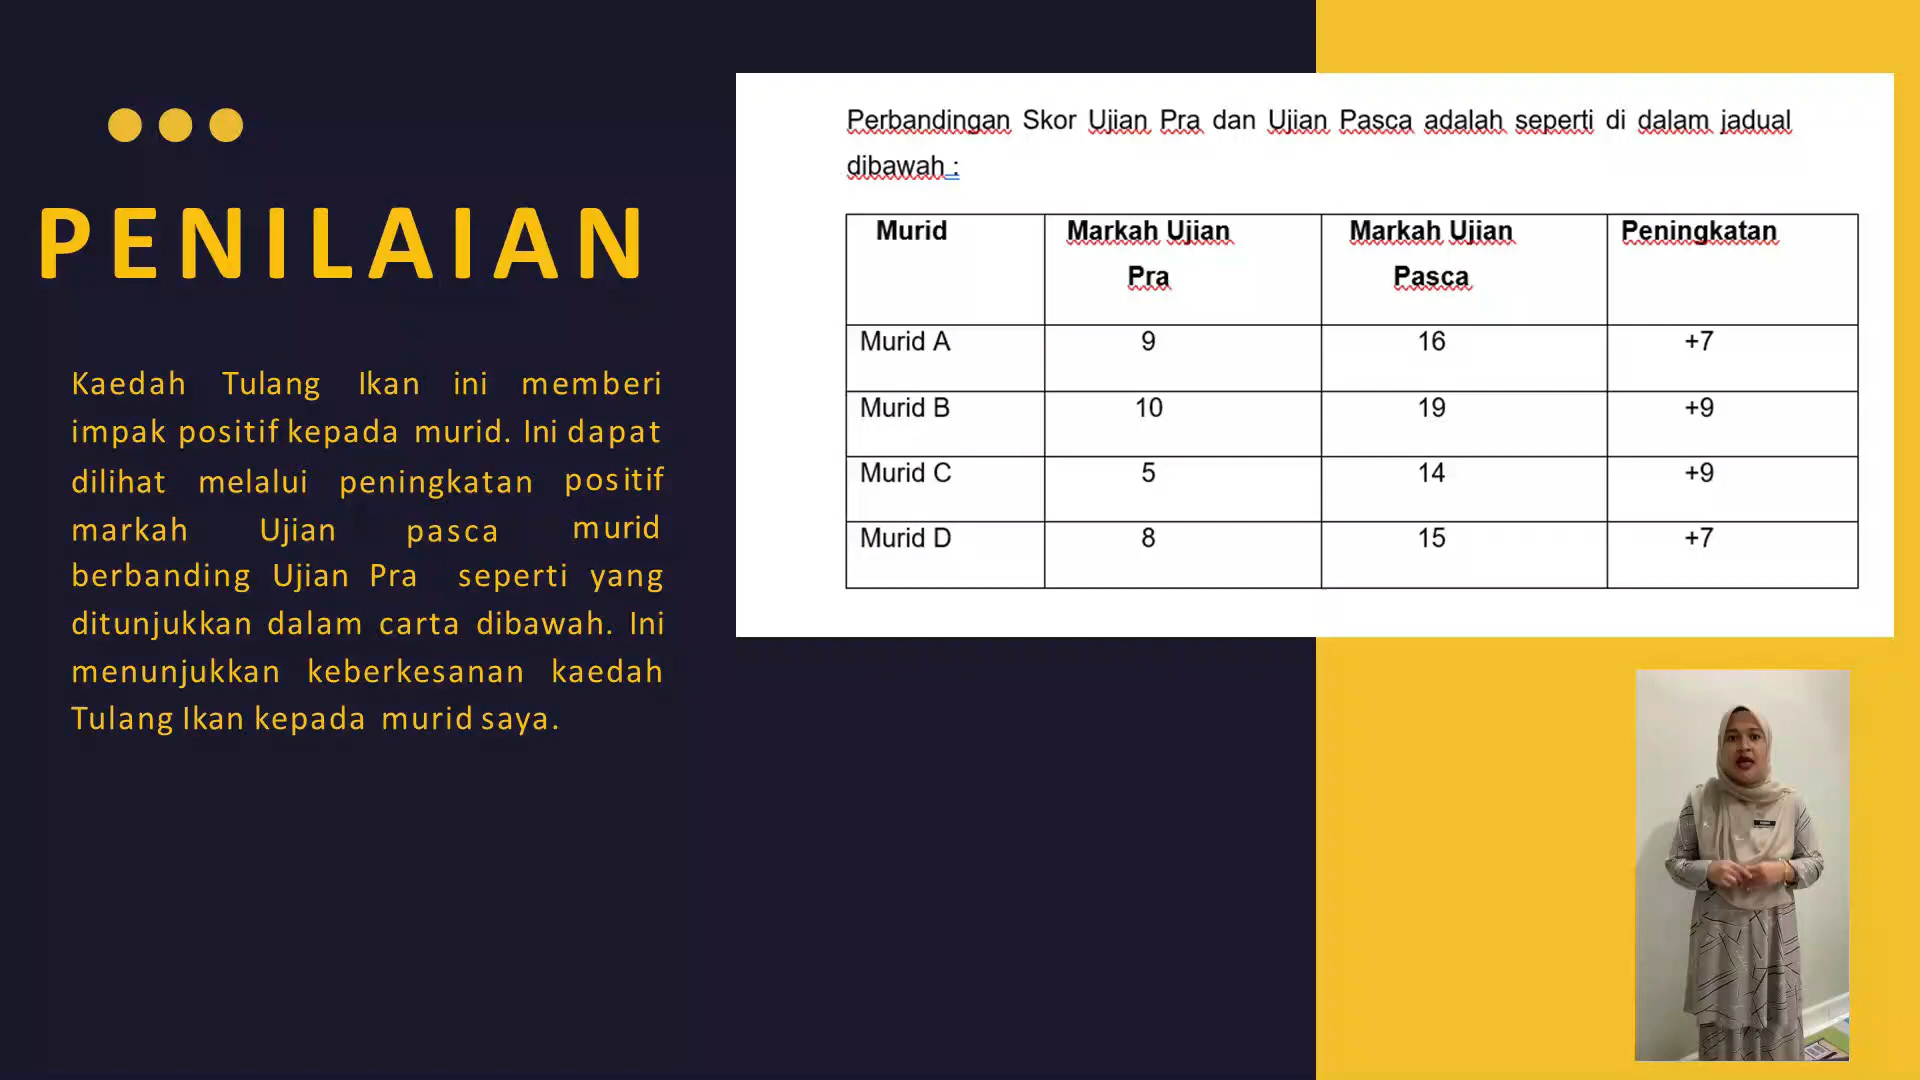 PENILAIAN
Kaedah Tulang Ikan ini memberi
impak positif kepada murid. Ini dapat
dilihat melalui peningkatan positif
markah Ujian pasca murid
berbanding Ujian Pra seperti yang
ditunjukkan dalam carta dibawah. Ini
menunjukkan keberkesanan kaedah
Tulang Ikan kepada murid saya.
Perbandingan Skor Ujian Pra dan Ujian Pasca adalah seperti di dalam jadual
dibawah :
Murid Markah Ujian Pra Markah Ujian Pasca Peningkatan
Murid A 9 16 +7
Murid B 10 19 +9
Murid C 5 14 +9
Murid D 8 15 +7